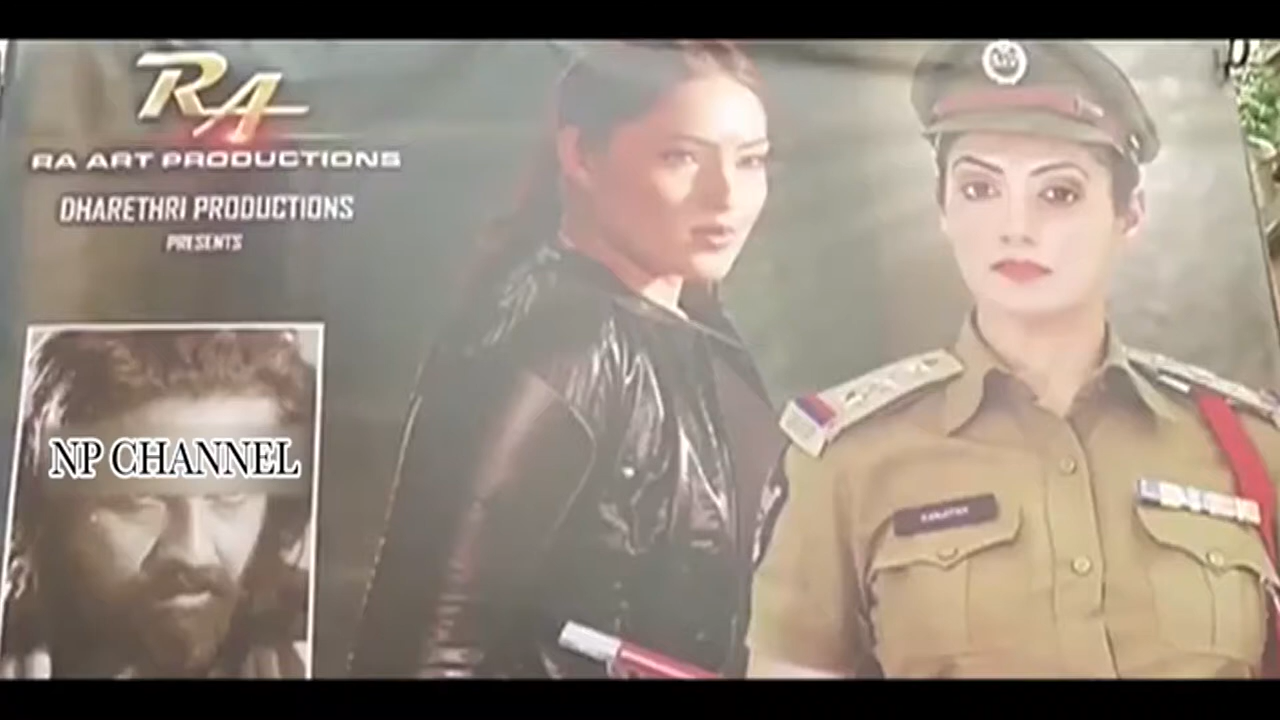 RA
RA ART PRODUCTIONS
DHARETHRI PRODUCTIONS
PRESENTS
NP CHANNEL